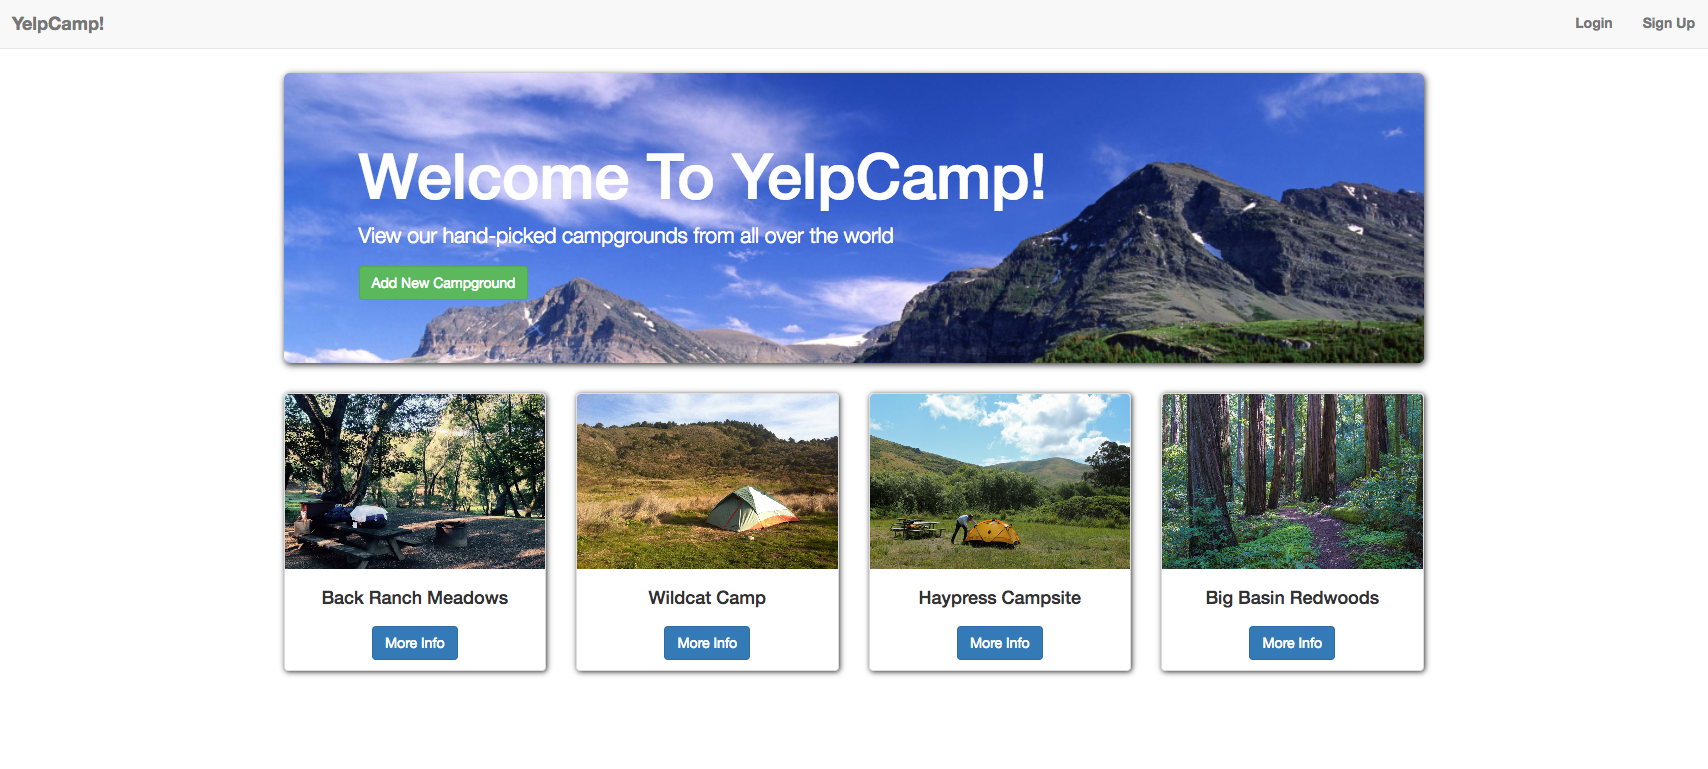 YelpCamp!
Login
Sign Up
Welcome To YelpCamp!
View our hand-picked campgrounds from all over the world
Add New Campground
Back Ranch Meadows
Wildcat Camp
Haypress Campsite
Big Basin Redwoods
More Info
More Info
More Info
More Info